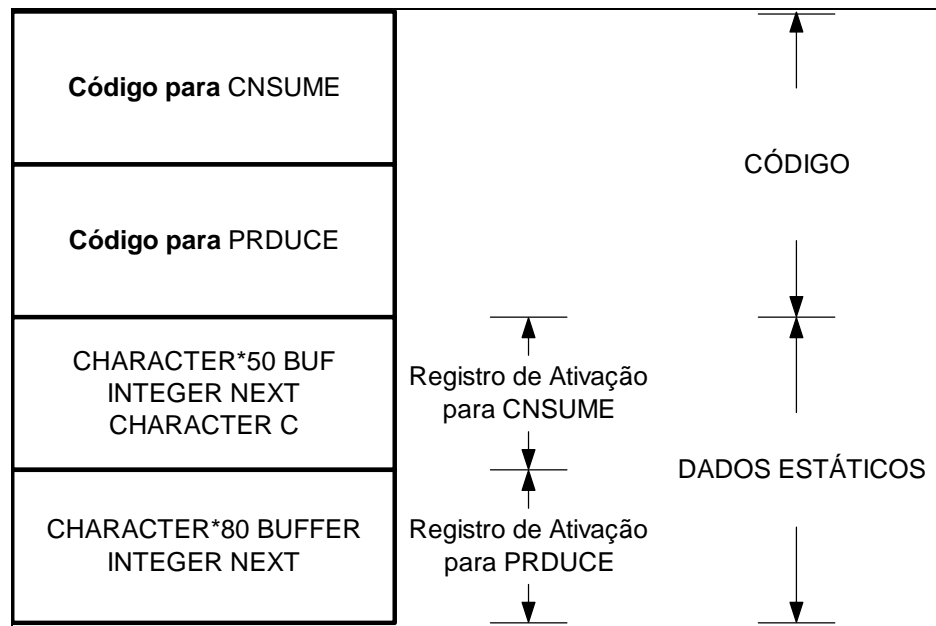 Código para CNSUME
CÓDIGO
Código para PRDUCE
CHARACTER*50 BUF
INTEGER NEXT
CHARACTER C
Registro de Ativação
para CNSUME
DADOS ESTÁTICOS
CHARACTER*80 BUFFER
INTEGER NEXT
Registro de Ativação
para PRDUCE